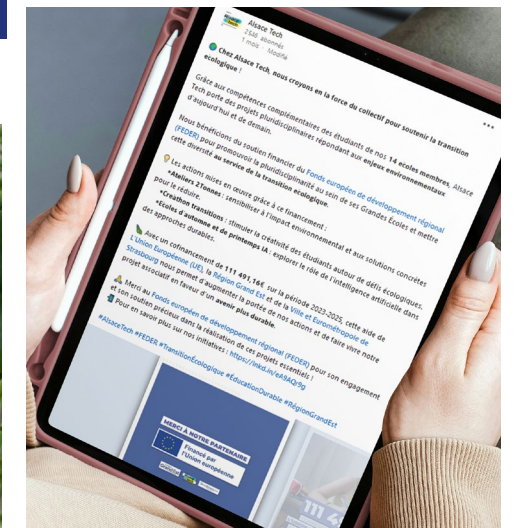 Alsace Tech
2 536 abonnés
1 mois · Modifié
Chez Alsace Tech, nous croyons en la force du collectif pour soutenir la transition
écologique !
Grâce aux compétences complémentaires des étudiants de nos 14 écoles membres, Alsace
Tech porte des projets pluridisciplinaires répondant aux enjeux environnementaux
d'aujourd'hui et de demain.
Nous bénéficions du soutien financier du Fonds européen de développement régional
(FEDER) pour promouvoir la pluridisciplinarité au sein de ses Grandes Écoles et mettre
cette diversité au service de la transition écologique.
Les actions mises en œuvre grâce à ce financement :
*Ateliers 2Tonnes : sensibiliser à l'impact environnemental et aux solutions concrètes
pour le réduire.
*Créathon transitions : stimuler la créativité des étudiants autour de défis écologiques.
*Écoles d'automne et de printemps IA : explorer le rôle de l'intelligence artificielle dans
des approches durables.
Avec un cofinancement de 111 491,16€ sur la période 2023-2025, cette aide de
L'Union Européenne (UE), la Région Grand Est et de la Ville et Eurométropole de
Strasbourg nous permet d'augmenter la portée de nos actions et de faire vivre notre
projet associatif en faveur d'un avenir plus durable.
Merci au Fonds européen de développement régional (FEDER) pour son engagement
et son soutien précieux dans la réalisation de ces projets essentiels !
Pour en savoir plus sur nos initiatives : https://lnkd.in/eA9AQr9g
#AlsaceTech #FEDER #TransitionÉcologique #ÉducationDurable #RégionGrandEst
MERCI À NOTRE PARTENAIRE
Financé par
l'Union européenne
111 4